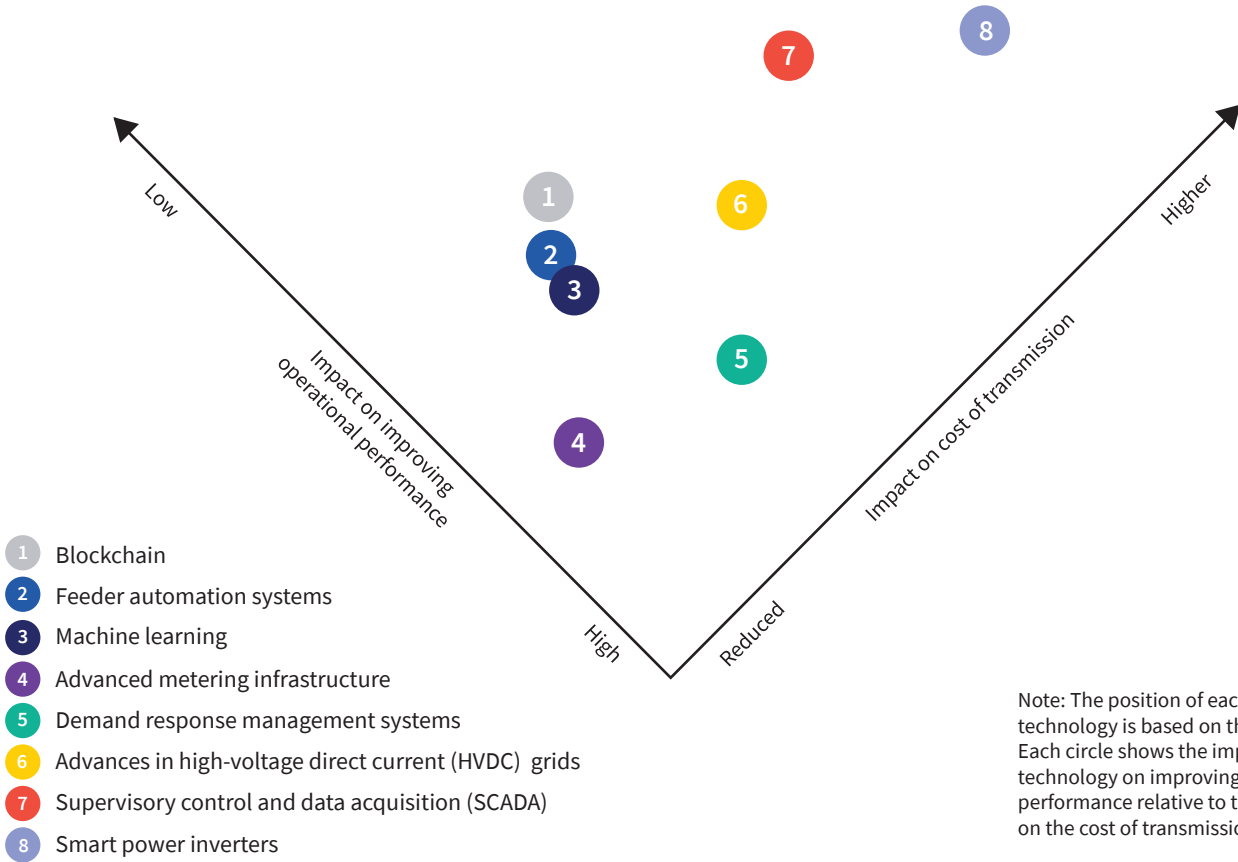 8
7
1
6
2
3
5
4
Low
Higher
Impact on improving
operational performance
Impact on cost of transmission
High
Reduced
1 Blockchain
2 Feeder automation systems
3 Machine learning
4 Advanced metering infrastructure
5 Demand response management systems
6 Advances in high-voltage direct current (HVDC) grids
7 Supervisory control and data acquisition (SCADA)
8 Smart power inverters
Note: The position of eac
technology is based on th
Each circle shows the imp
technology on improving
performance relative to t
on the cost of transmissio